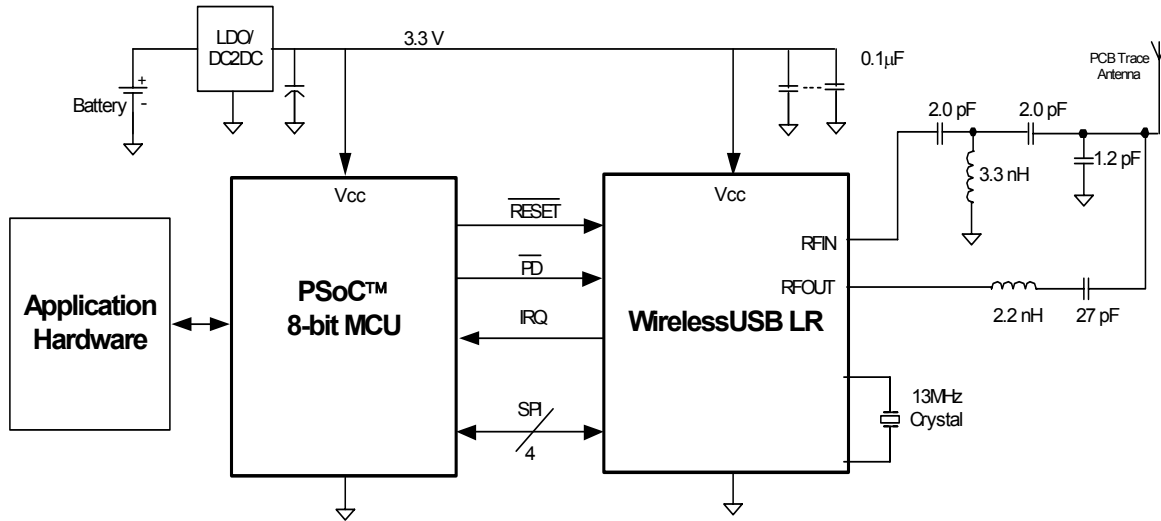 LDO/
DC2DC
3.3 V
0.1µF
PCB Trace
Antenna
+
-
Battery
2.0 pF
2.0 pF
1.2 pF
3.3 nH
Vcc
Vcc
RESET
RFIN
PD
RFOUT
PSoC™
8-bit MCU
Application
Hardware
IRQ
WirelessUSB LR
2.2 nH
27 pF
SPI
4
13MHz
Crystal